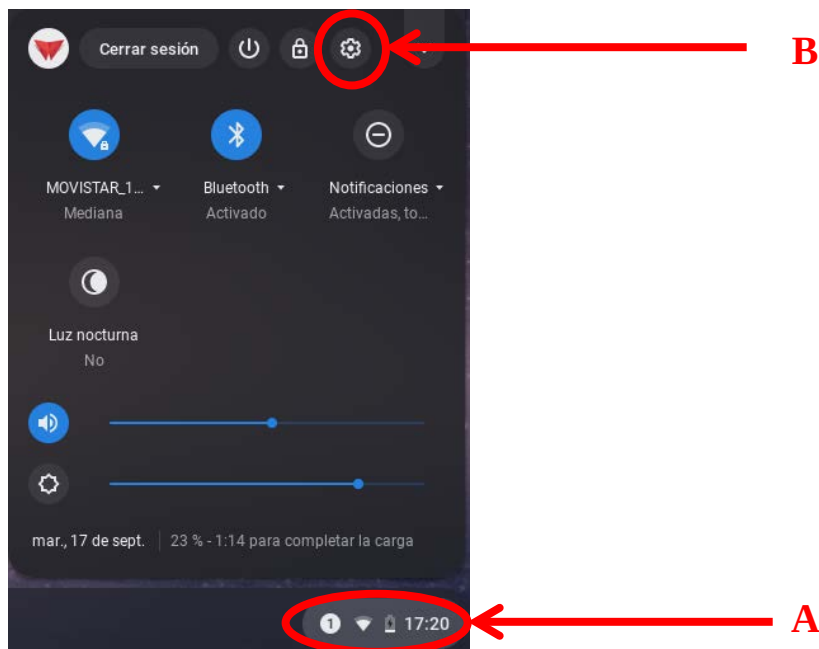 Cerrar sesión
B
MOVISTAR_1... Bluetooth Notificaciones
Mediana Activado Activadas, to...
Luz nocturna
No
mar., 17 de sept. 23 % - 1:14 para completar la carga
1 17:20
A